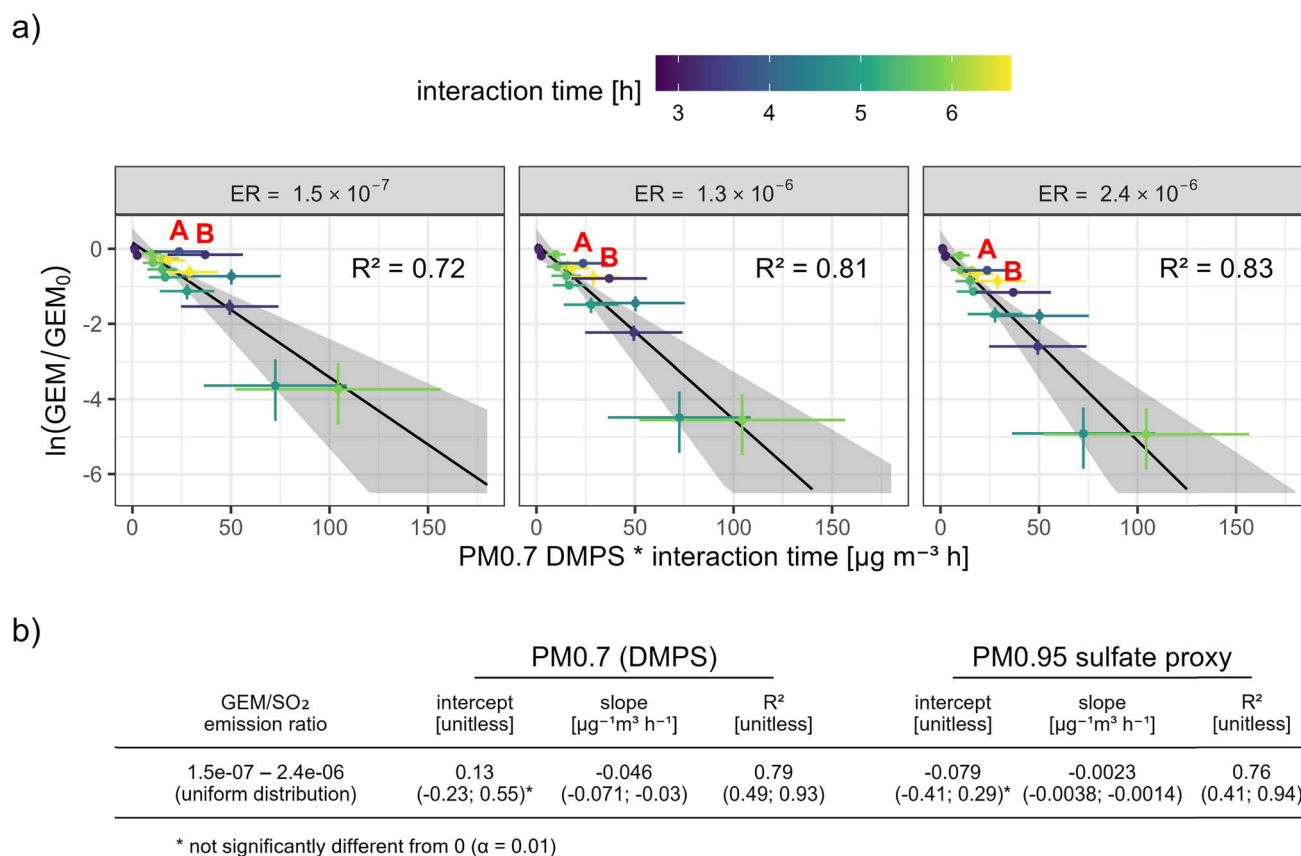 a)
interaction time [h]
3 4 5 6
ER = 1.5 × 10⁻⁷ ER = 1.3 × 10⁻⁶ ER = 2.4 × 10⁻⁶
A B R² = 0.72
A B R² = 0.81
A B R² = 0.83
ln(GEM/GEM₀)
0
-2
-4
-6
0 50 100 150 0 50 100 150 0 50 100 150
PM0.7 DMPS * interaction time [µg m⁻³ h]
b)
PM0.7 (DMPS) PM0.95 sulfate proxy
GEM/SO₂ intercept slope R² intercept slope R²
emission ratio [unitless] [µg⁻¹m³ h⁻¹] [unitless] [unitless] [µg⁻¹m³ h⁻¹] [unitless]
1.5e-07 – 2.4e-06 0.13 -0.046 0.79 -0.079 -0.0023 0.76
(uniform distribution) (-0.23; 0.55)* (-0.071; -0.03) (0.49; 0.93) (-0.41; 0.29)* (-0.0038; -0.0014) (0.41; 0.94)
* not significantly different from 0 (α = 0.01)